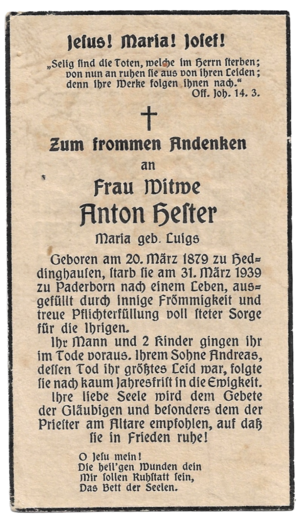 Jesus! Maria! Josef!
„Selig sind die Toten, welche im Herrn sterben;
von nun an ruhen sie aus von ihren Leiden;
denn ihre Werke folgen ihnen nach."
Off. Joh. 14. 3.
Zum frommen Andenken
an
Frau Witwe
Anton Hester
Maria geb. Luigs
Geboren am 20. März 1879 zu Hed-
dinghausen, starb sie am 31. März 1939
zu Paderborn nach einem Leben, aus-
gefüllt durch innige Frömmigkeit und
treue Pflichterfüllung voll steter Sorge
für die Ihrigen.
Ihr Mann und 2 Kinder gingen ihr
im Tode voraus. Ihrem Sohne Andreas,
dessen Tod ihr größtes Leid war, folgte
sie nach kaum Jahresfrist in die Ewigkeit.
Ihre liebe Seele wird dem Gebete
der Gläubigen und besonders dem der
Priester am Altare empfohlen, auf daß
sie in Frieden ruhe!
O Jesu mein!
Die heil'gen Wunden dein
Mir sollen Ruhstatt sein,
Das Bett der Seelen.